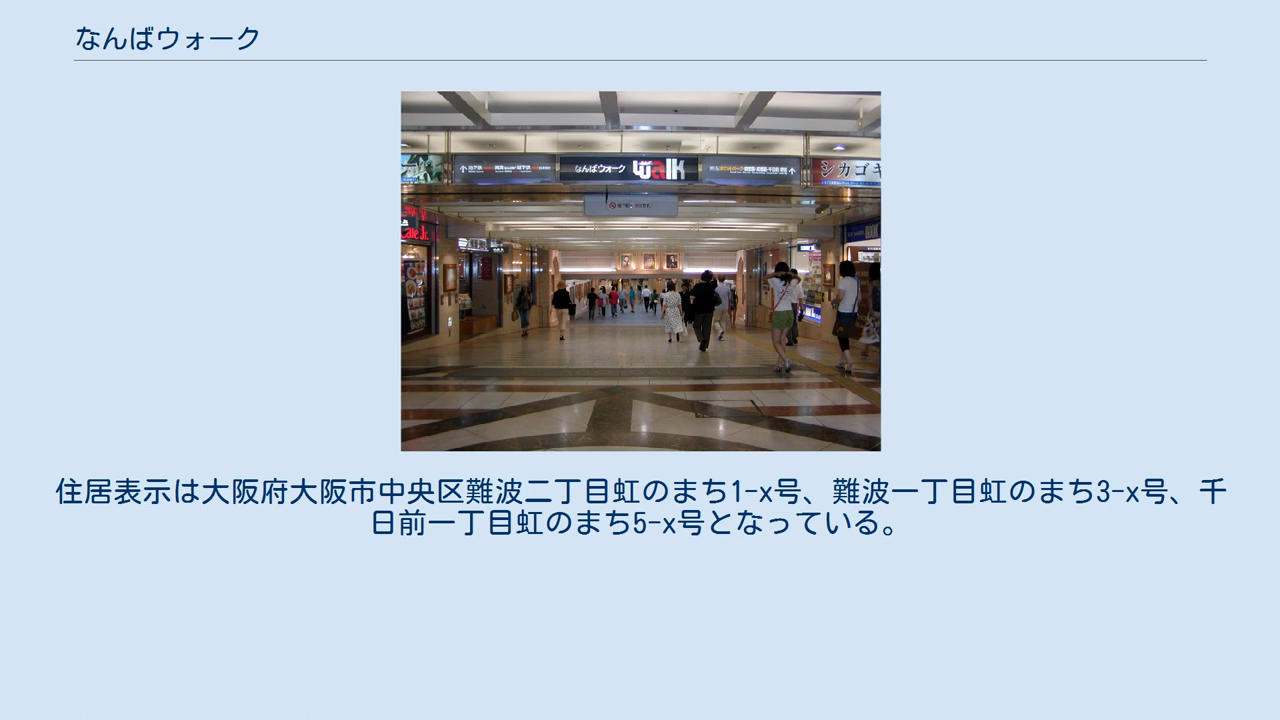 なんばウォーク
なんばウォーク walk
シカゴギ
Cafe Jr.
住居表示は大阪府大阪市中央区難波二丁目虹のまち1-x号、難波一丁目虹のまち3-x号、千
日前一丁目虹のまち5-x号となっている。